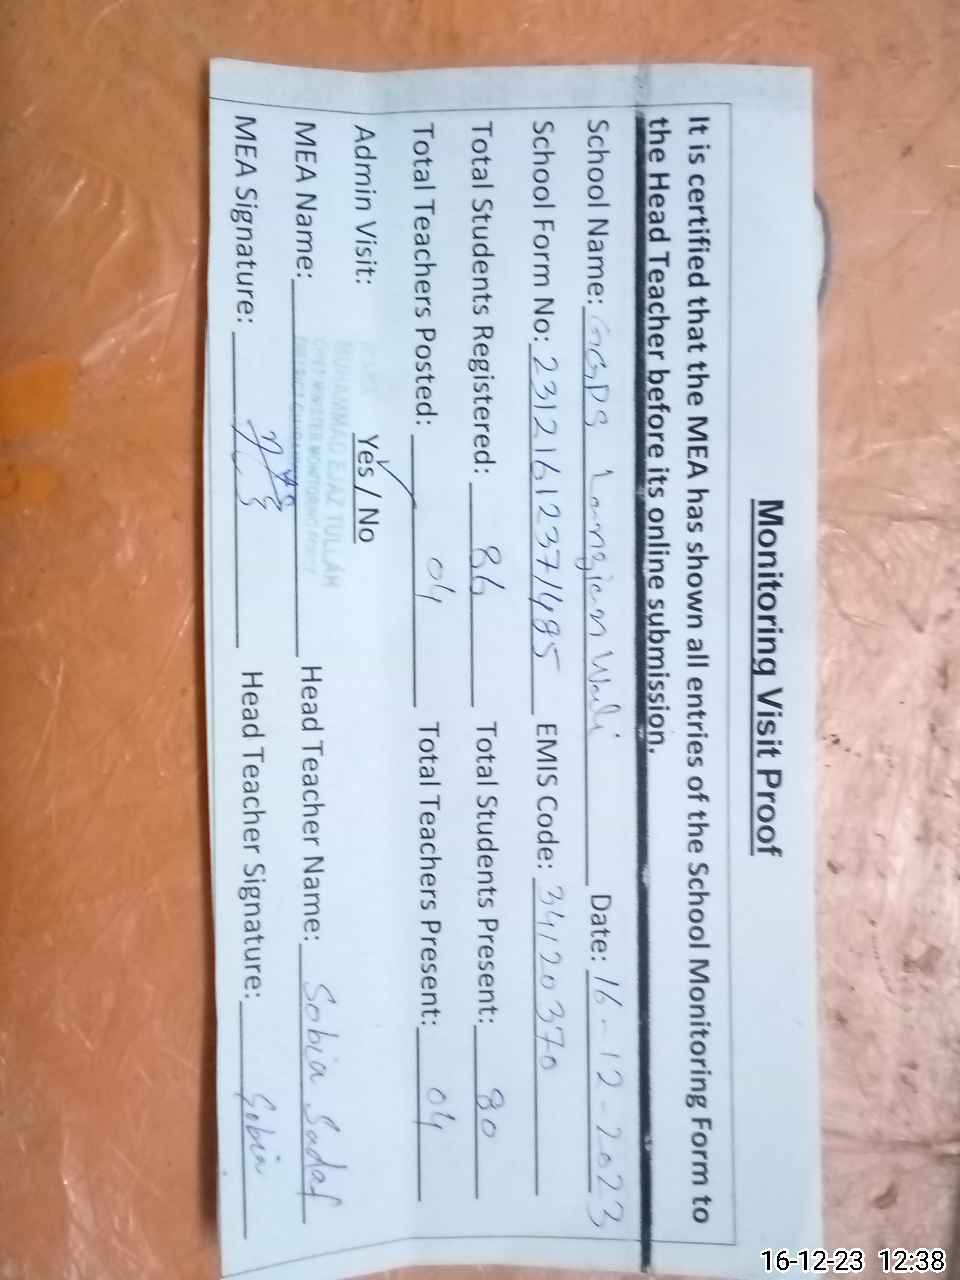 Monitoring Visit Proof
It is certified that the MEA has shown all entries of the School Monitoring Form to
the Head Teacher before its online submission.
School Name: GGPS Langian Wali Date: 16-12-2023
School Form No: 23121612371485 EMIS Code: 34120370
Total Students Registered: 86 Total Students Present: 80
Total Teachers Posted: 04 Total Teachers Present: 04
Admin Visit: Yes / No
MUHAMMAD EJAZ TULLAH
MEA Name: Head Teacher Name: Sobia Sadaf
MEA Signature: Head Teacher Signature: Sobia
16-12-23 12:38